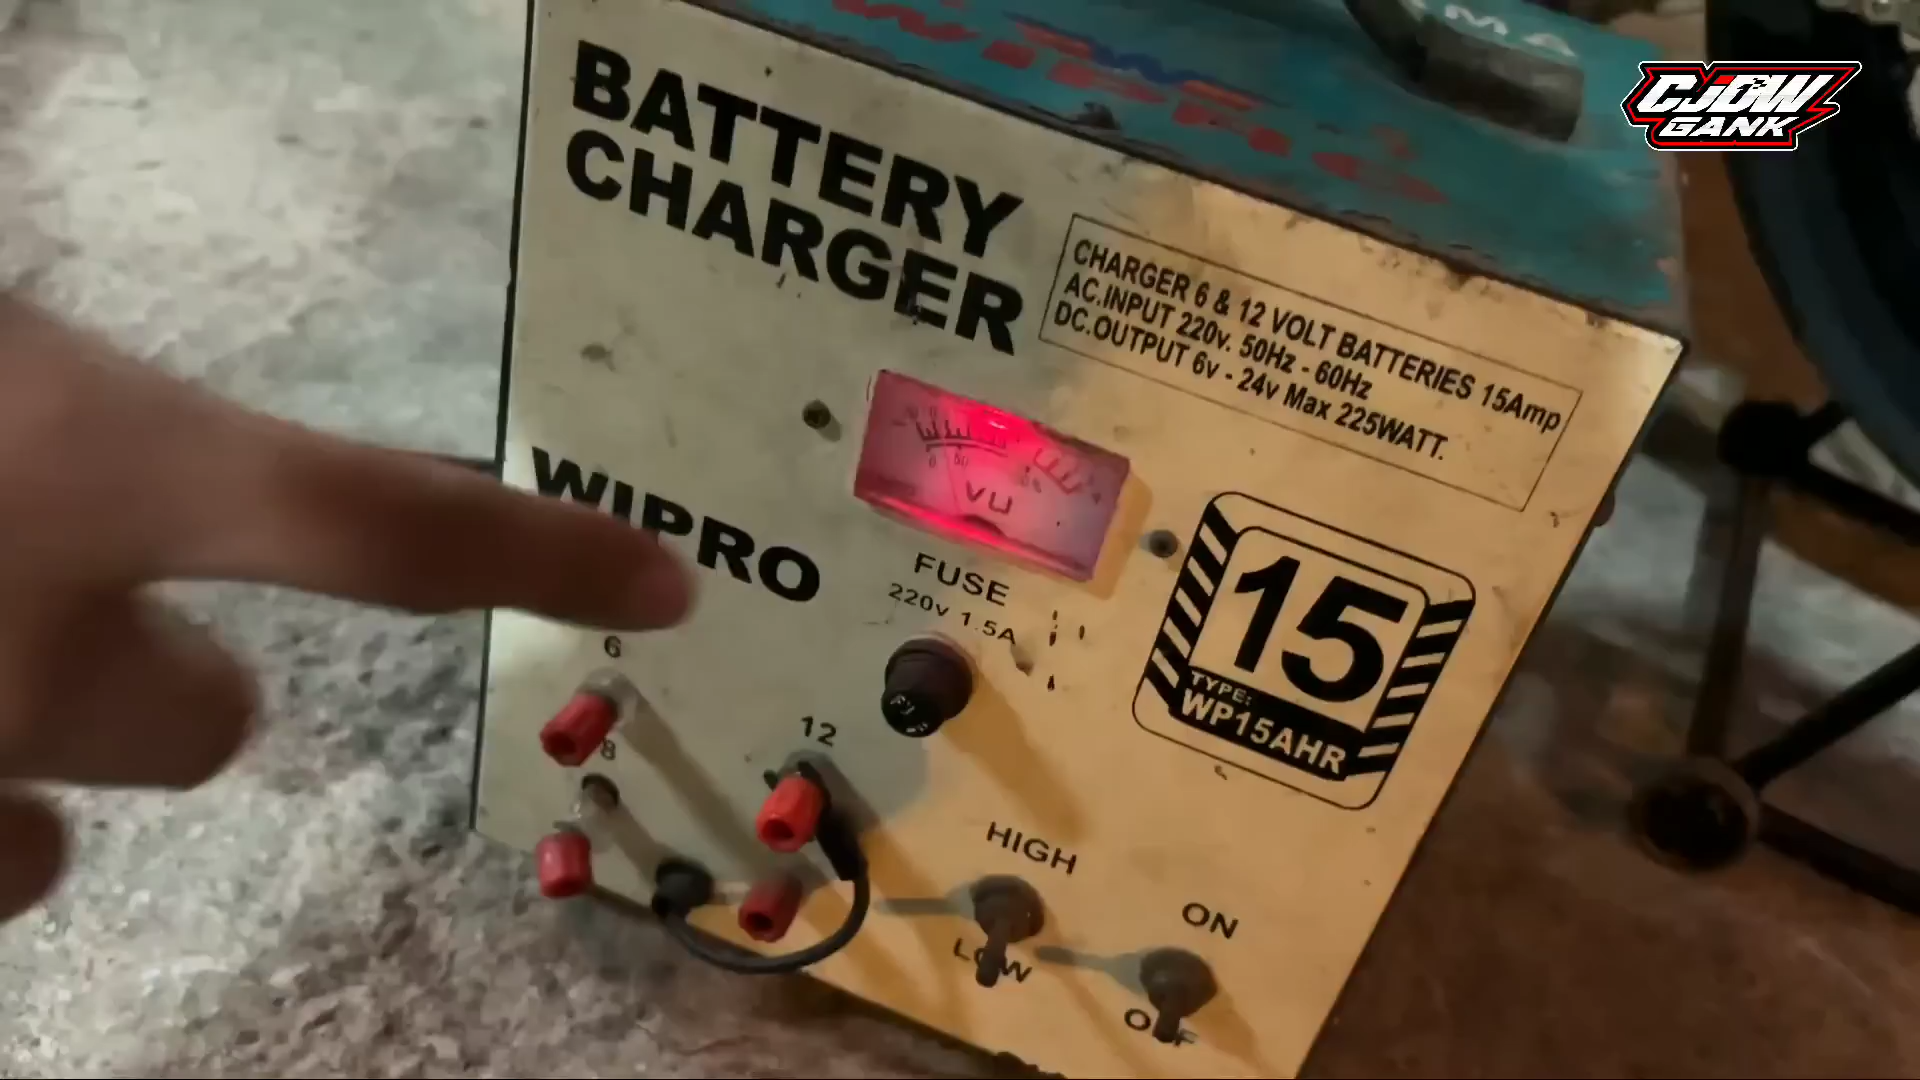 CJDW
GANK
BATTERY
CHARGER
CHARGER 6 & 12 VOLT BATTERIES 15Amp
AC.INPUT 220v. 50Hz - 60Hz
DC.OUTPUT 6v - 24v Max 225WATT.
WIPRO
VU
FUSE
220v 1.5A
15
TYPE:
WP15AHR
6
8
12
HIGH
LOW
ON
OFF